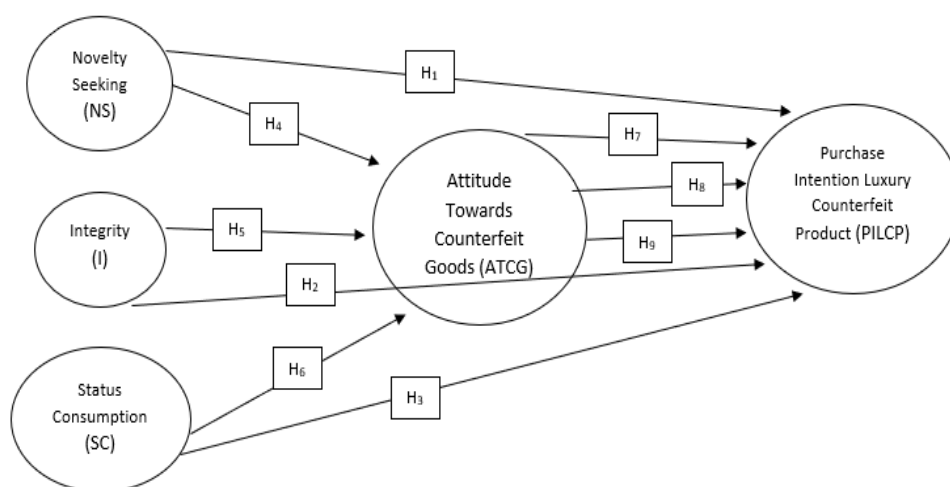 Novelty
Seeking
(NS)
H₁
H₄
H₇
Purchase
Intention Luxury
Counterfeit
Product (PILCP)
Attitude
Towards
Counterfeit
Goods (ATCG)
H₈
Integrity
(I)
H₅
H₉
H₂
Status
Consumption
(SC)
H₆
H₃